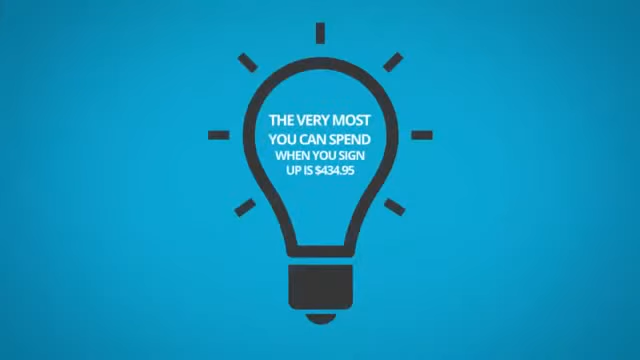 THE VERY MOST
YOU CAN SPEND
WHEN YOU SIGN
UP IS $434.95